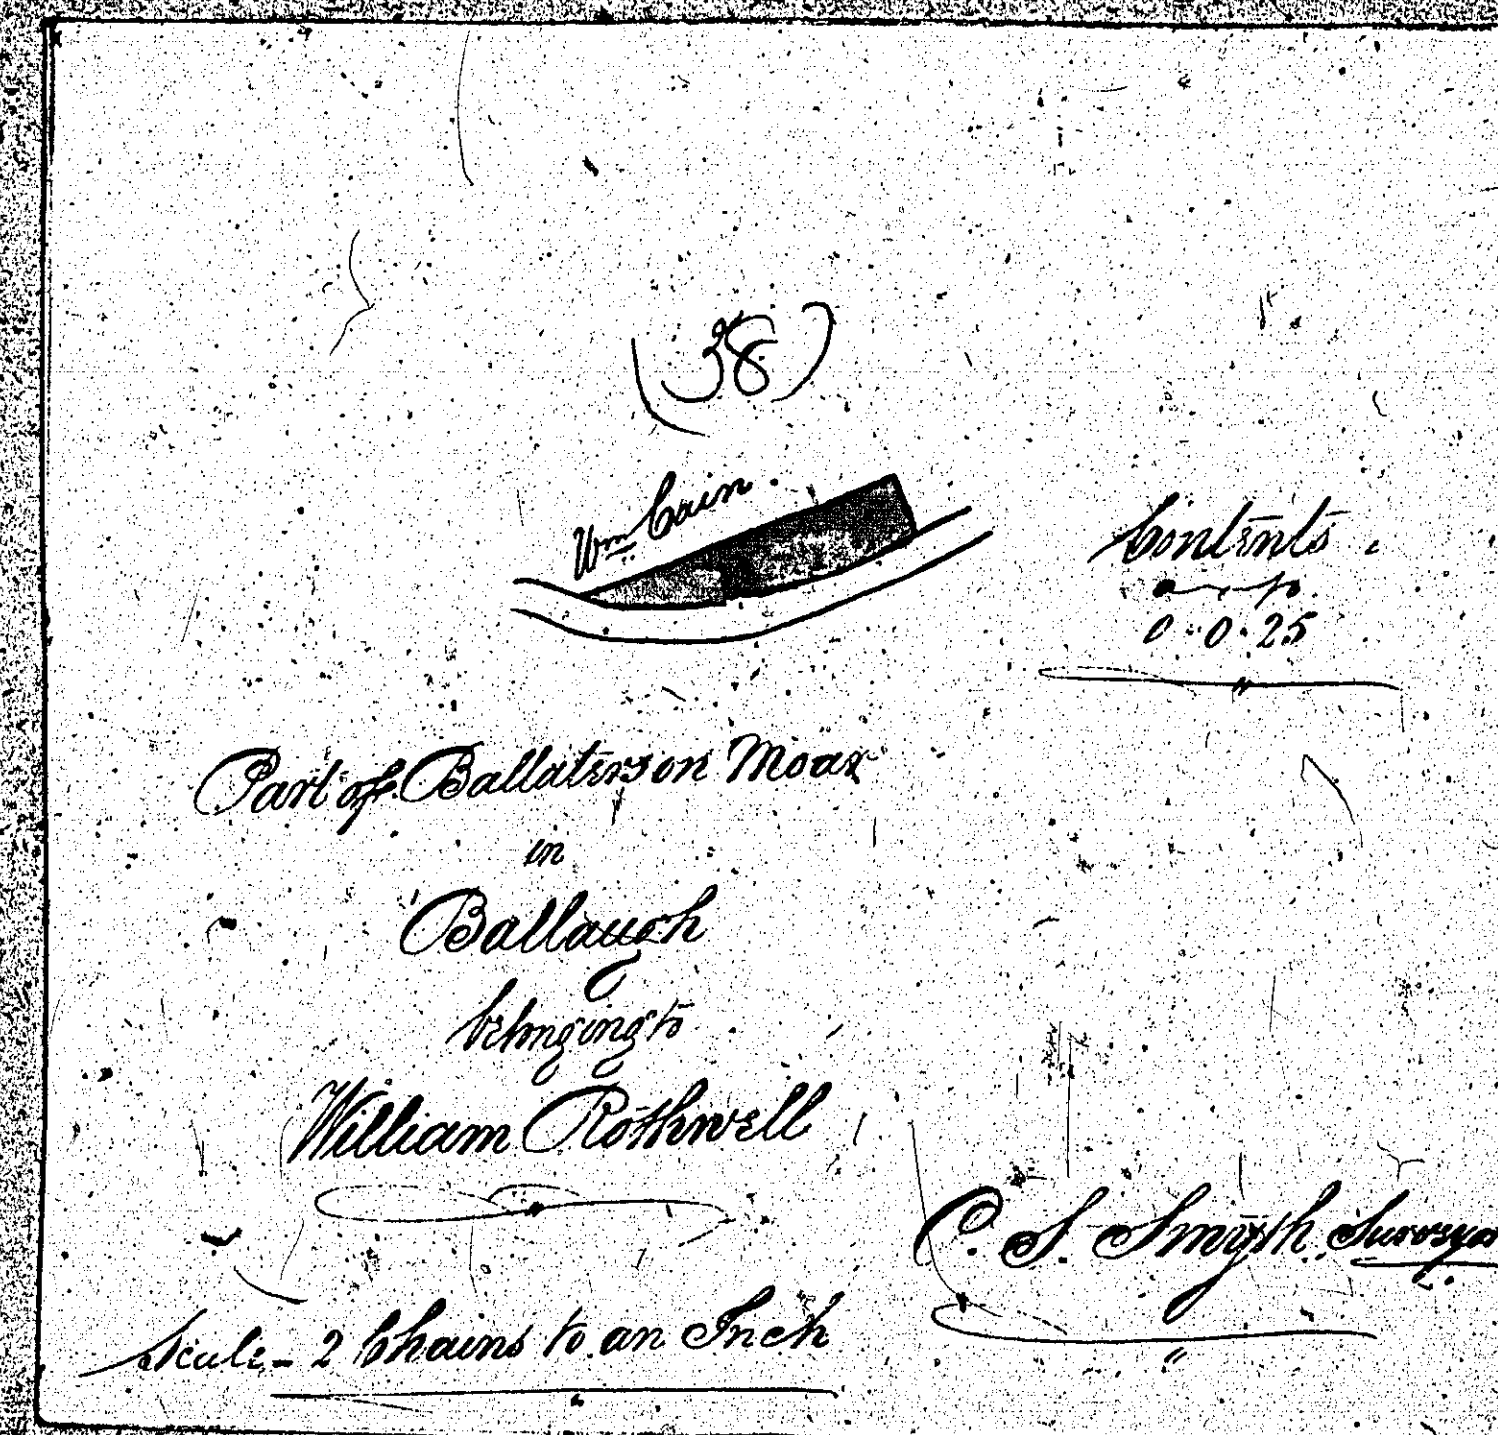 (38)
Wm Cain.
Contents.
a r p.
0.0.25
Part of Ballaterson Moar
in
Ballaugh
belonging to
William Rothwell
C. S. Smyth Surveyor
Scale - 2 Chains to an Inch